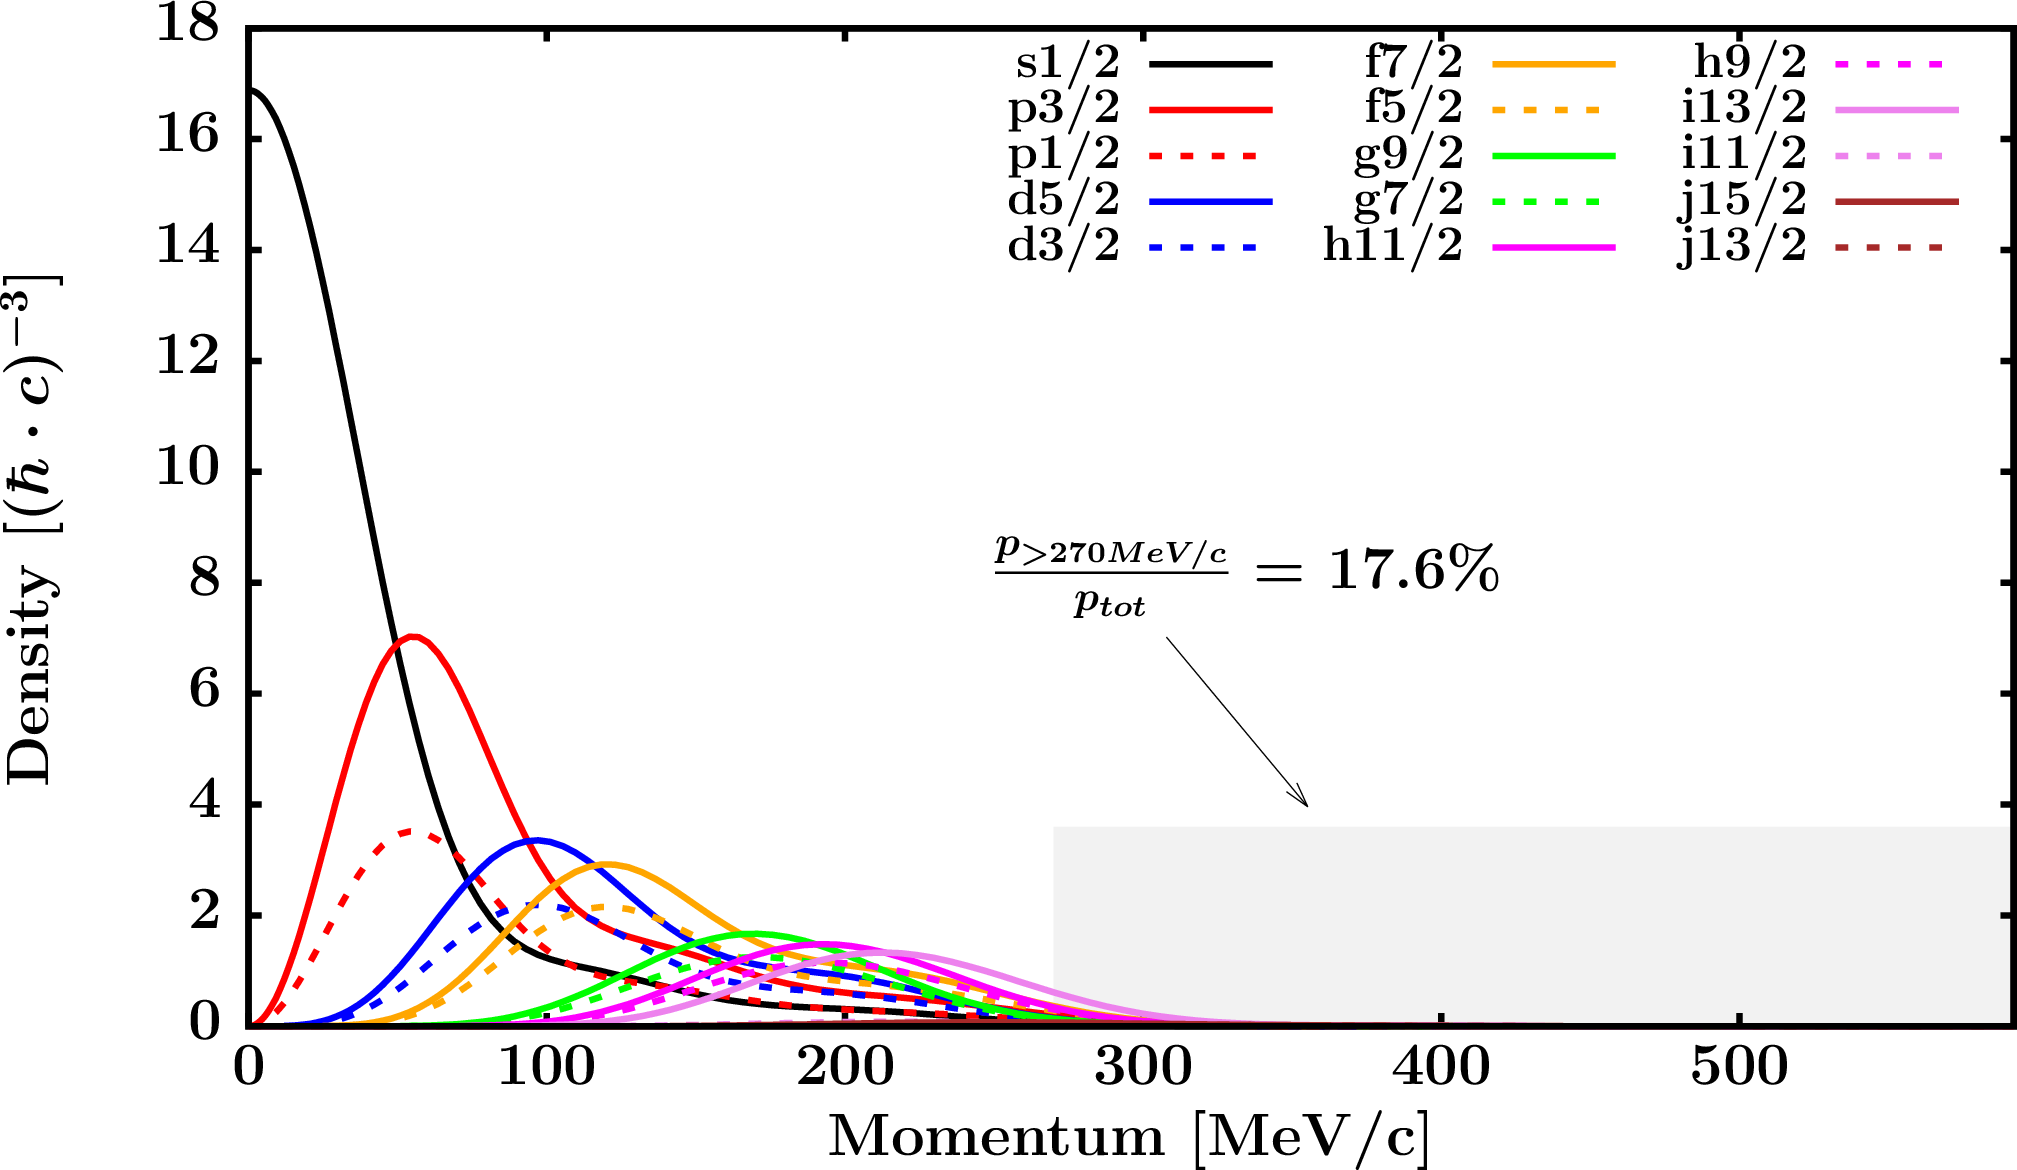 18
16
14
12
10
8
6
4
2
0
Density [(ħ · c)⁻³]
s1/2
p3/2
p1/2
d5/2
d3/2
f7/2
f5/2
g9/2
g7/2
h11/2
h9/2
i13/2
i11/2
j15/2
j13/2
p>270MeV/c
/ ptot = 17.6%
0 100 200 300 400 500
Momentum [MeV/c]